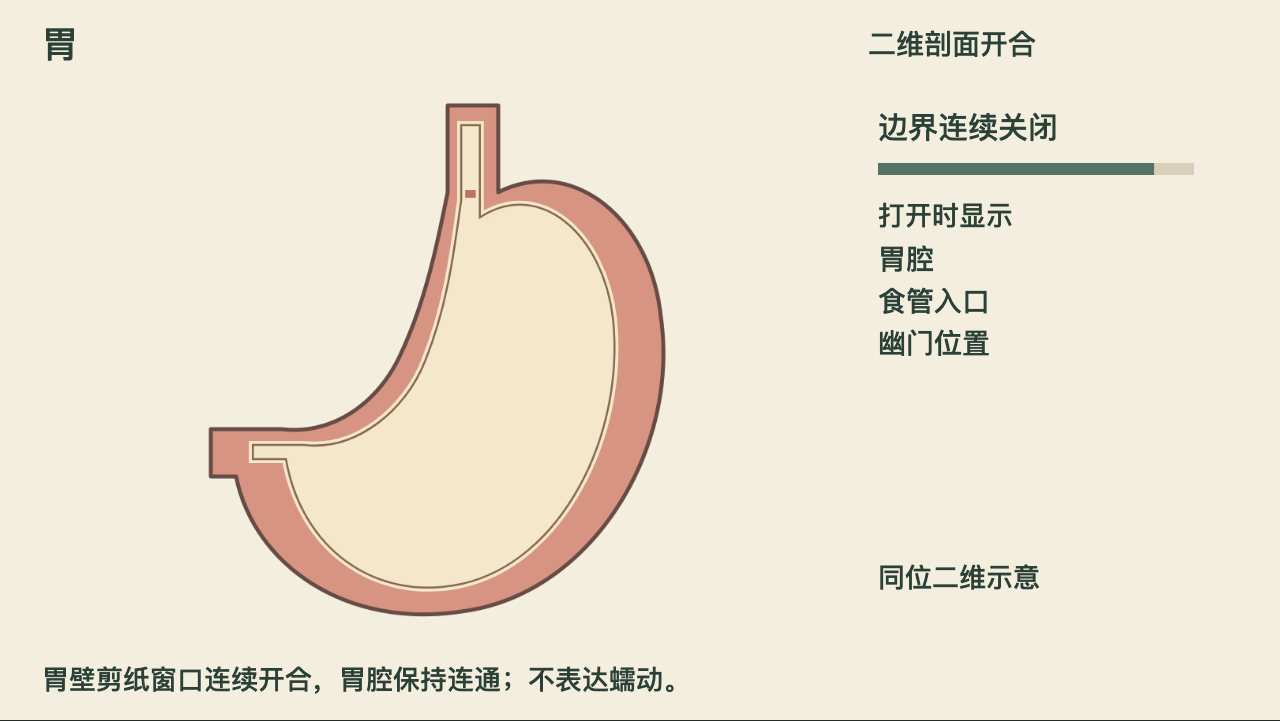 胃
二维剖面开合
边界连续关闭
打开时显示
胃腔
食管入口
幽门位置
同位二维示意
胃壁剪纸窗口连续开合，胃腔保持连通；不表达蠕动。